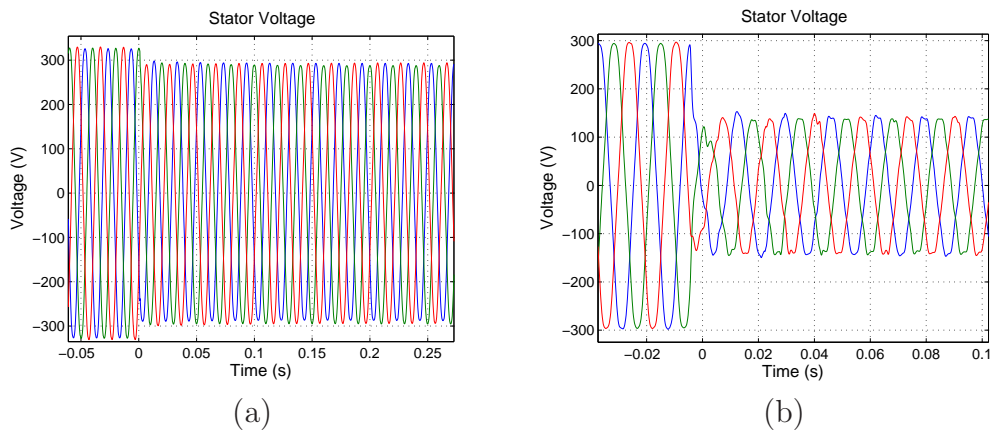 Stator Voltage
300
200
100
0
−100
−200
−300
Voltage (V)
−0.05 0 0.05 0.1 0.15 0.2 0.25
Time (s)
(a)
Stator Voltage
300
200
100
0
−100
−200
−300
Voltage (V)
−0.02 0 0.02 0.04 0.06 0.08 0.1
Time (s)
(b)